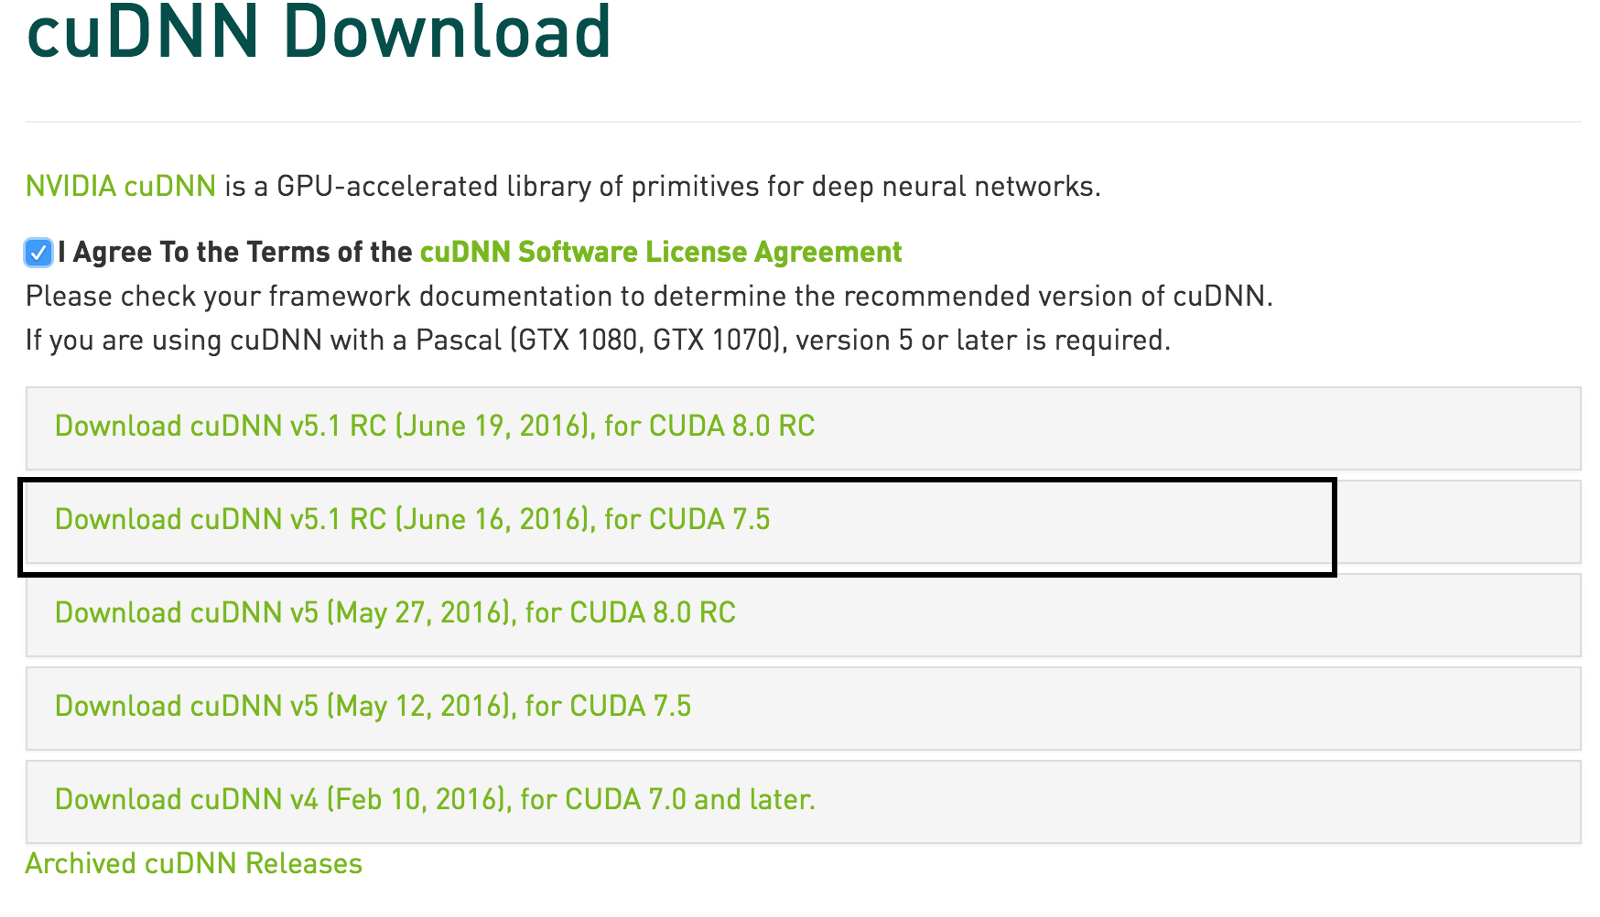 cuDNN Download
NVIDIA cuDNN is a GPU-accelerated library of primitives for deep neural networks.
I Agree To the Terms of the cuDNN Software License Agreement
Please check your framework documentation to determine the recommended version of cuDNN.
If you are using cuDNN with a Pascal (GTX 1080, GTX 1070), version 5 or later is required.
Download cuDNN v5.1 RC (June 19, 2016), for CUDA 8.0 RC
Download cuDNN v5.1 RC (June 16, 2016), for CUDA 7.5
Download cuDNN v5 (May 27, 2016), for CUDA 8.0 RC
Download cuDNN v5 (May 12, 2016), for CUDA 7.5
Download cuDNN v4 (Feb 10, 2016), for CUDA 7.0 and later.
Archived cuDNN Releases